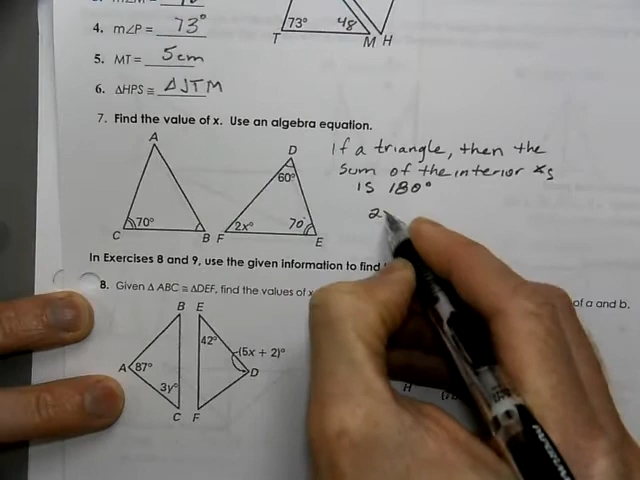 4. m∠P = 73°
5. MT = 5cm
6. ΔHPS ≅ ΔJTM
73° 48
T M H
7. Find the value of x. Use an algebra equation.
A
D
60°
70°
2x° 70°
C B F E
If a triangle, then the
sum of the interior ∡s
is 180°
2
In Exercises 8 and 9, use the given information to find
of a and b.
8. Given Δ ABC ≅ ΔDEF, find the values of x
B E
42°
(5x + 2)°
A 87° D
3y°
C F
H